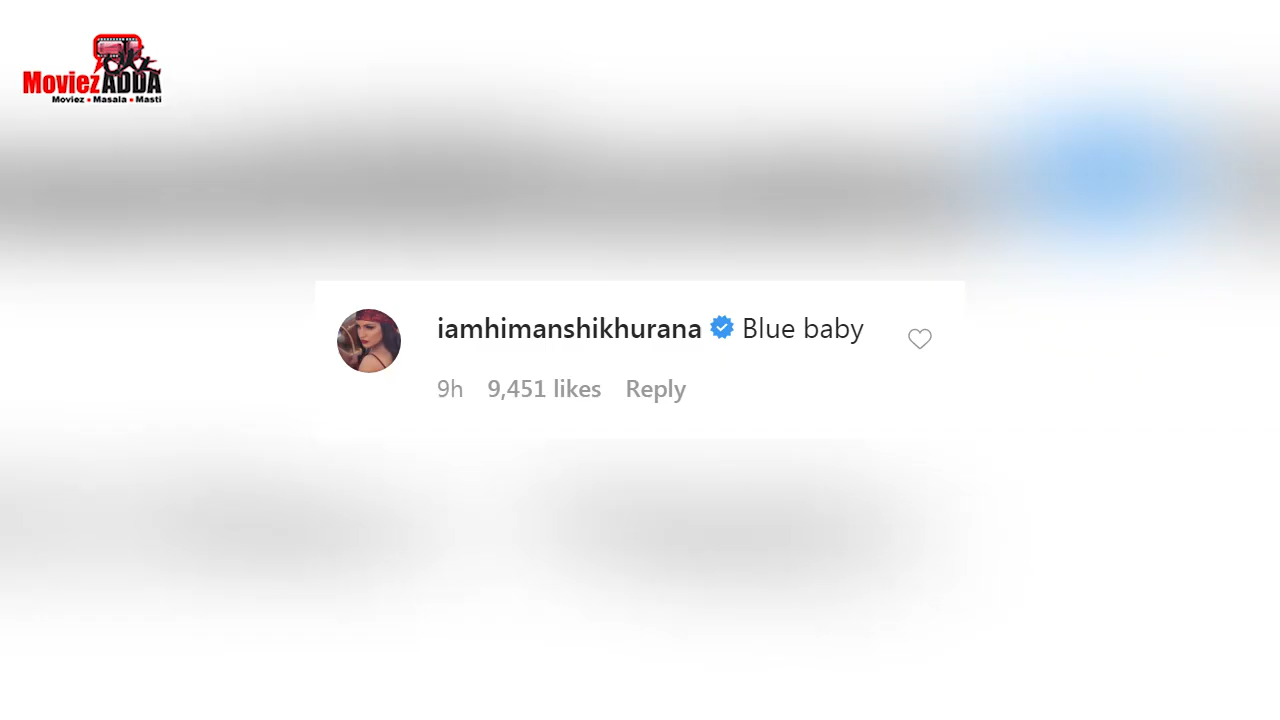 MoviezADDA
Moviez • Masala • Masti
iamhimanshikhurana Blue baby
9h 9,451 likes Reply